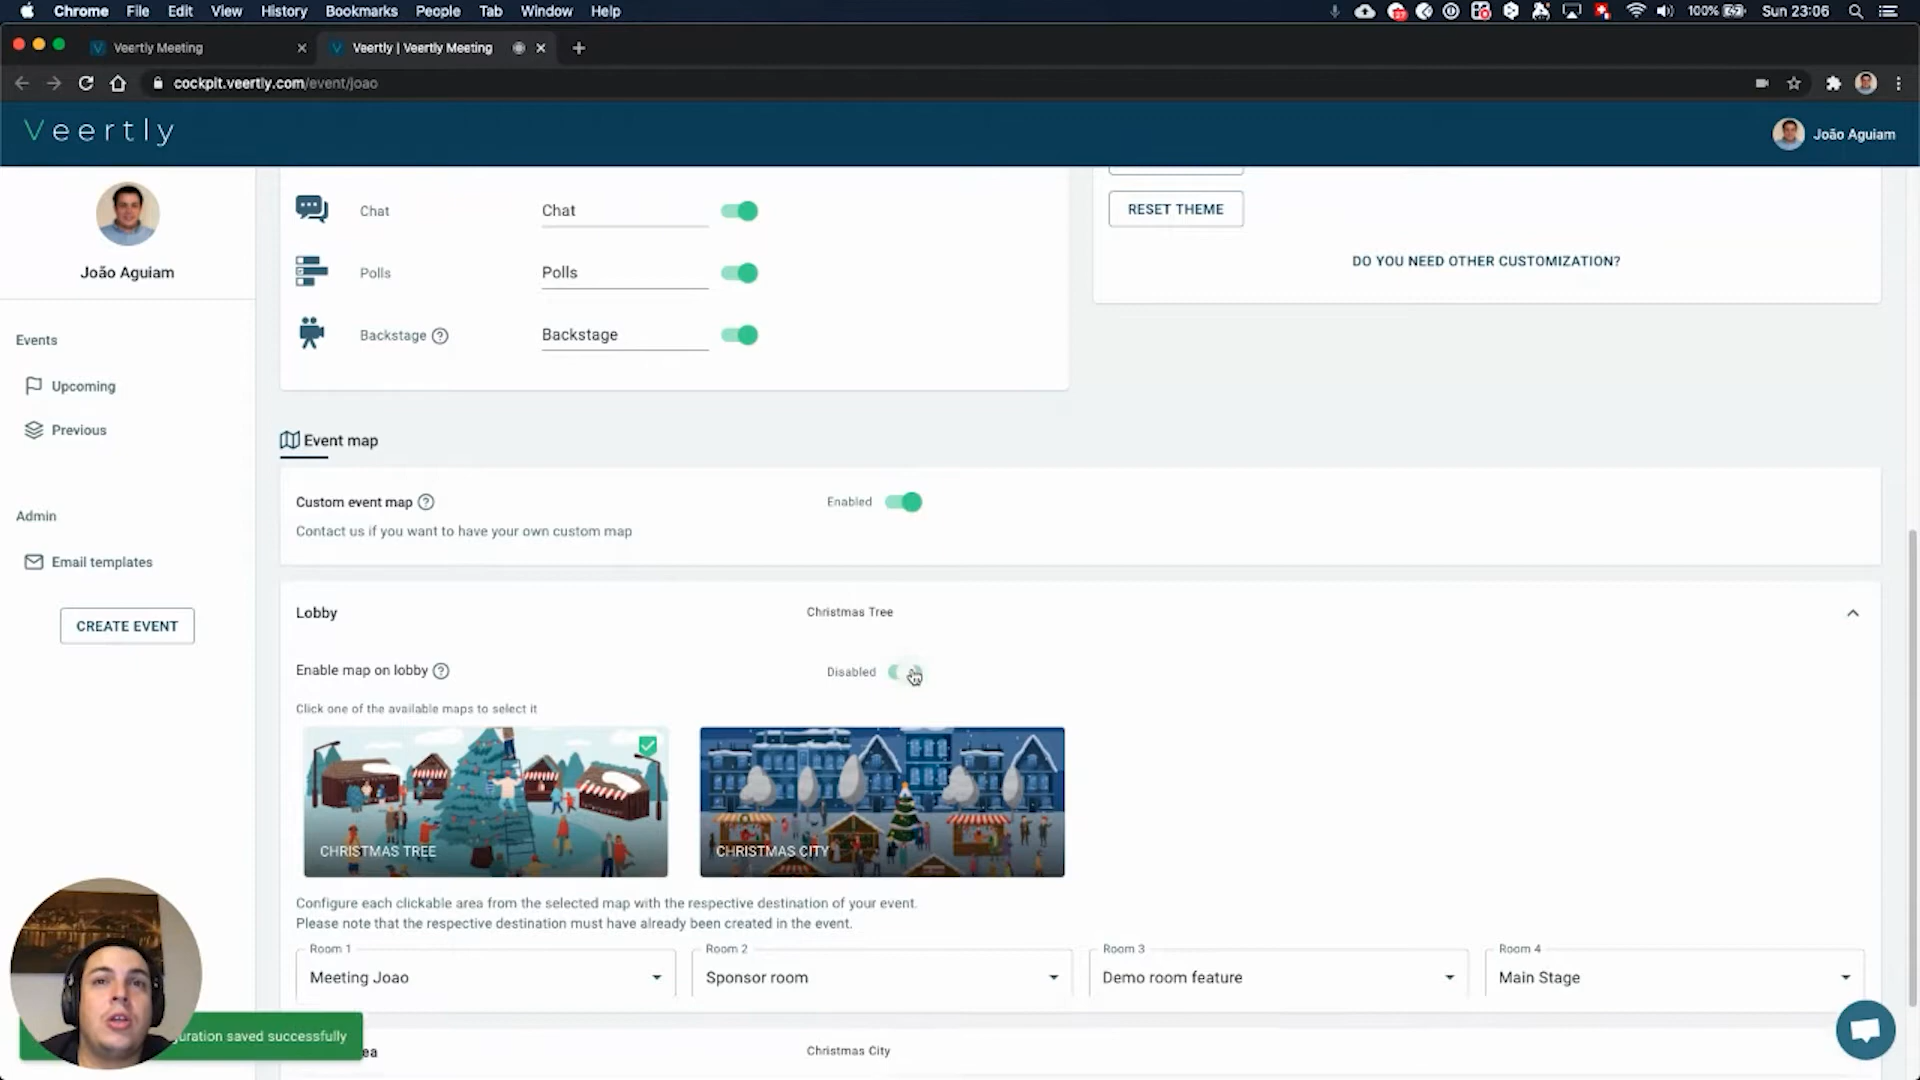 Chrome File Edit View History Bookmarks People Tab Window Help
100% Sun 23:06
Veertly Meeting
Veertly | Veertly Meeting
cockpit.veertly.com/event/joao
Veertly
João Aguiam
João Aguiam
Events
Upcoming
Previous
Admin
Email templates
CREATE EVENT
Chat Chat
Polls Polls
Backstage Backstage
RESET THEME
DO YOU NEED OTHER CUSTOMIZATION?
Event map
Custom event map Enabled
Contact us if you want to have your own custom map
Lobby Christmas Tree
Enable map on lobby Disabled
Click one of the available maps to select it
CHRISTMAS TREE
CHRISTMAS CITY
Configure each clickable area from the selected map with the respective destination of your event.
Please note that the respective destination must have already been created in the event.
Room 1 Room 2 Room 3 Room 4
Meeting Joao Sponsor room Demo room feature Main Stage
saved successfully
Christmas City